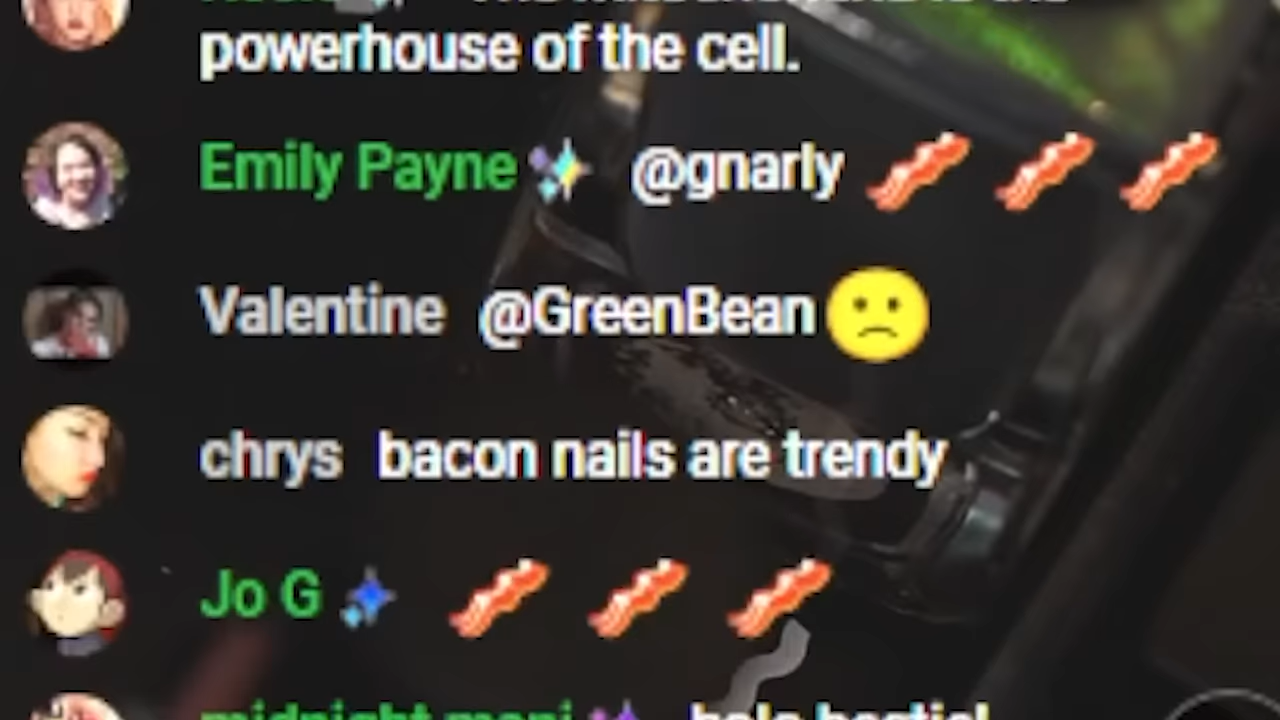 powerhouse of the cell.
Emily Payne @gnarly 🥓 🥓 🥓
Valentine @GreenBean 🙁
chrys bacon nails are trendy
Jo G 🥓 🥓 🥓